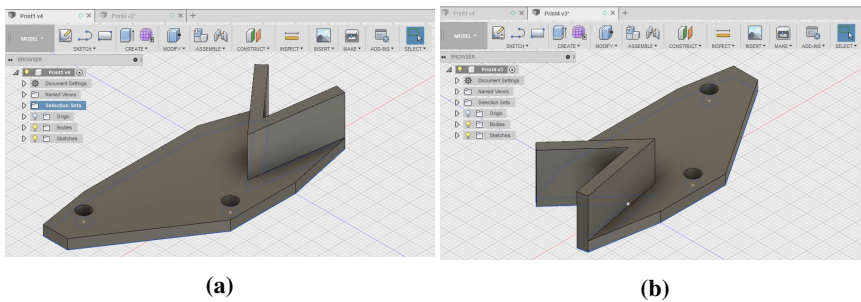 Print1 v4 Print4 v3*
MODEL SKETCH CREATE MODIFY ASSEMBLE CONSTRUCT INSPECT INSERT MAKE ADD-INS SELECT
BROWSER
Print1 v4
Document Settings
Named Views
Selection Sets
Origin
Bodies
Sketches
(a)
Print1 v4 Print4 v3*
MODEL SKETCH CREATE MODIFY ASSEMBLE CONSTRUCT INSPECT INSERT MAKE ADD-INS SELECT
BROWSER
Print4 v3
Document Settings
Named Views
Selection Sets
Origin
Bodies
Sketches
(b)